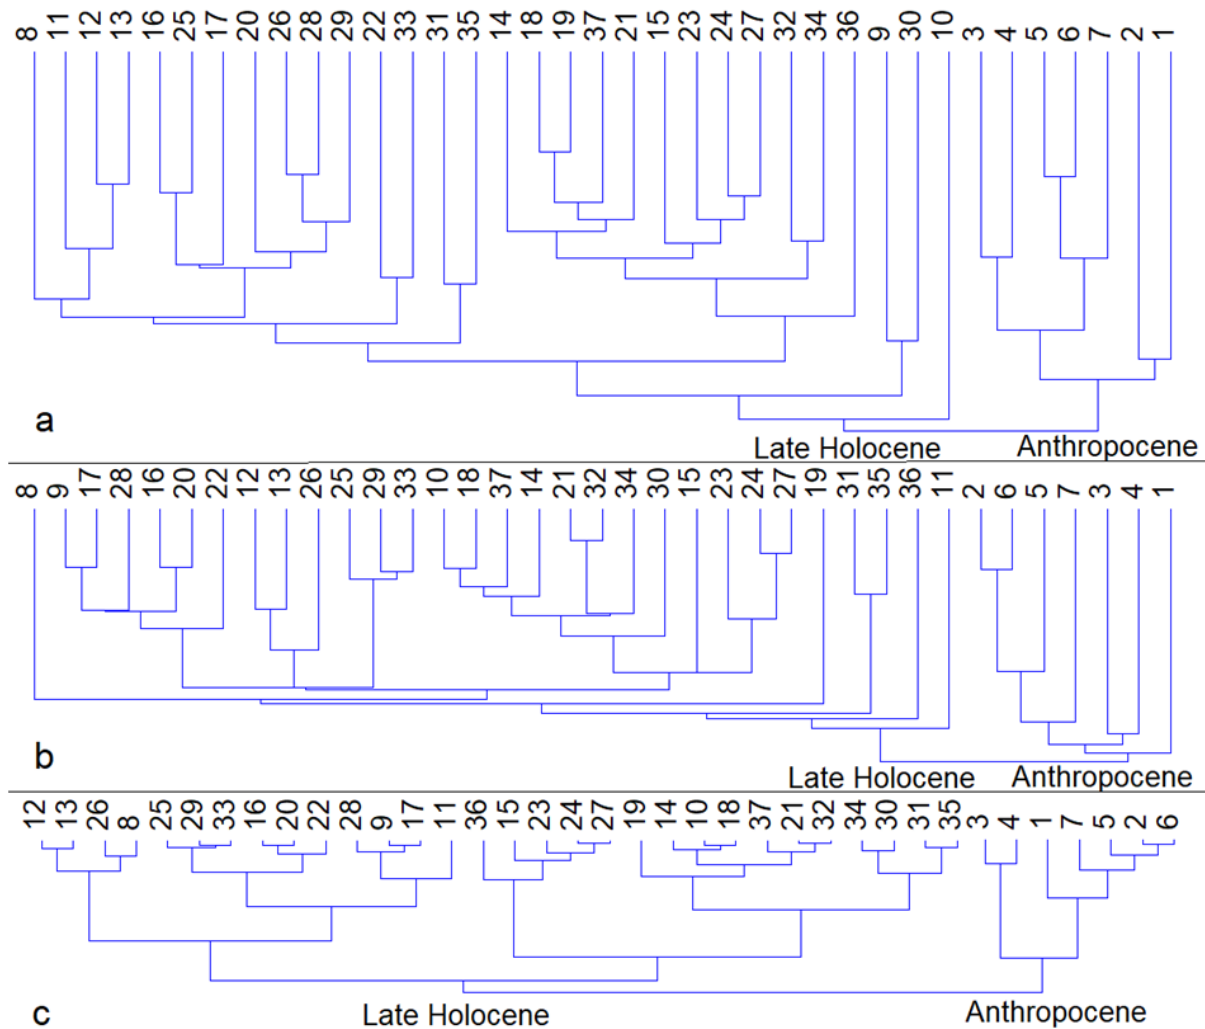 8 11 12 13 16 25 17 20 26 28 29 22 33 31 35 14 18 19 37 21 15 23 24 27 32 34 36 9 30 10 3 4 5 6 7 2 1
a
Late Holocene Anthropocene
8 9 17 28 16 20 22 12 13 26 25 29 33 10 18 37 14 21 32 34 30 15 23 24 27 19 31 35 36 11 2 6 5 7 3 4 1
b
Late Holocene Anthropocene
12 13 26 8 25 29 33 16 20 22 28 9 17 11 36 15 23 24 27 19 14 10 18 37 21 32 34 30 31 35 3 4 1 7 5 2 6
c
Late Holocene Anthropocene